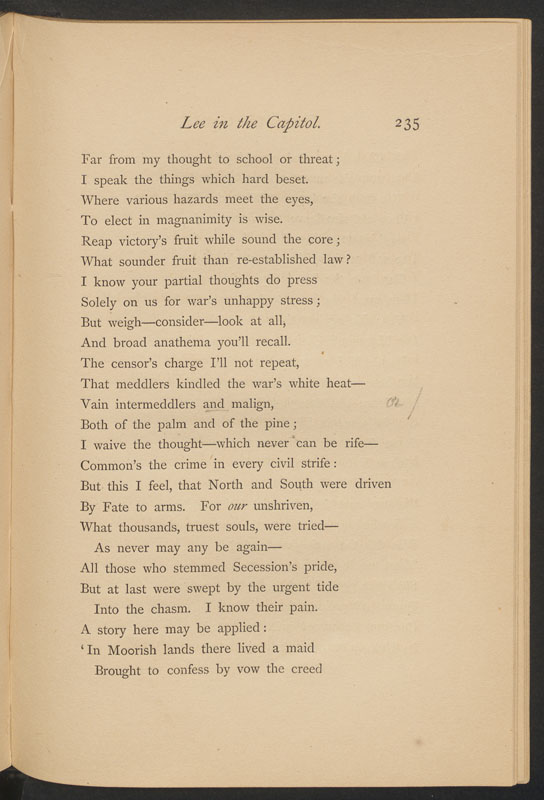 Lee in the Capitol. 235
Far from my thought to school or threat;
I speak the things which hard beset.
Where various hazards meet the eyes,
To elect in magnanimity is wise.
Reap victory's fruit while sound the core;
What sounder fruit than re-established law?
I know your partial thoughts do press
Solely on us for war's unhappy stress;
But weigh—consider—look at all,
And broad anathema you'll recall.
The censor's charge I'll not repeat,
That meddlers kindled the war's white heat—
Vain intermeddlers and malign, or /
Both of the palm and of the pine;
I waive the thought—which never can be rife—
Common's the crime in every civil strife:
But this I feel, that North and South were driven
By Fate to arms. For our unshriven,
What thousands, truest souls, were tried—
As never may any be again—
All those who stemmed Secession's pride,
But at last were swept by the urgent tide
Into the chasm. I know their pain.
A story here may be applied:
‘In Moorish lands there lived a maid
Brought to confess by vow the creed